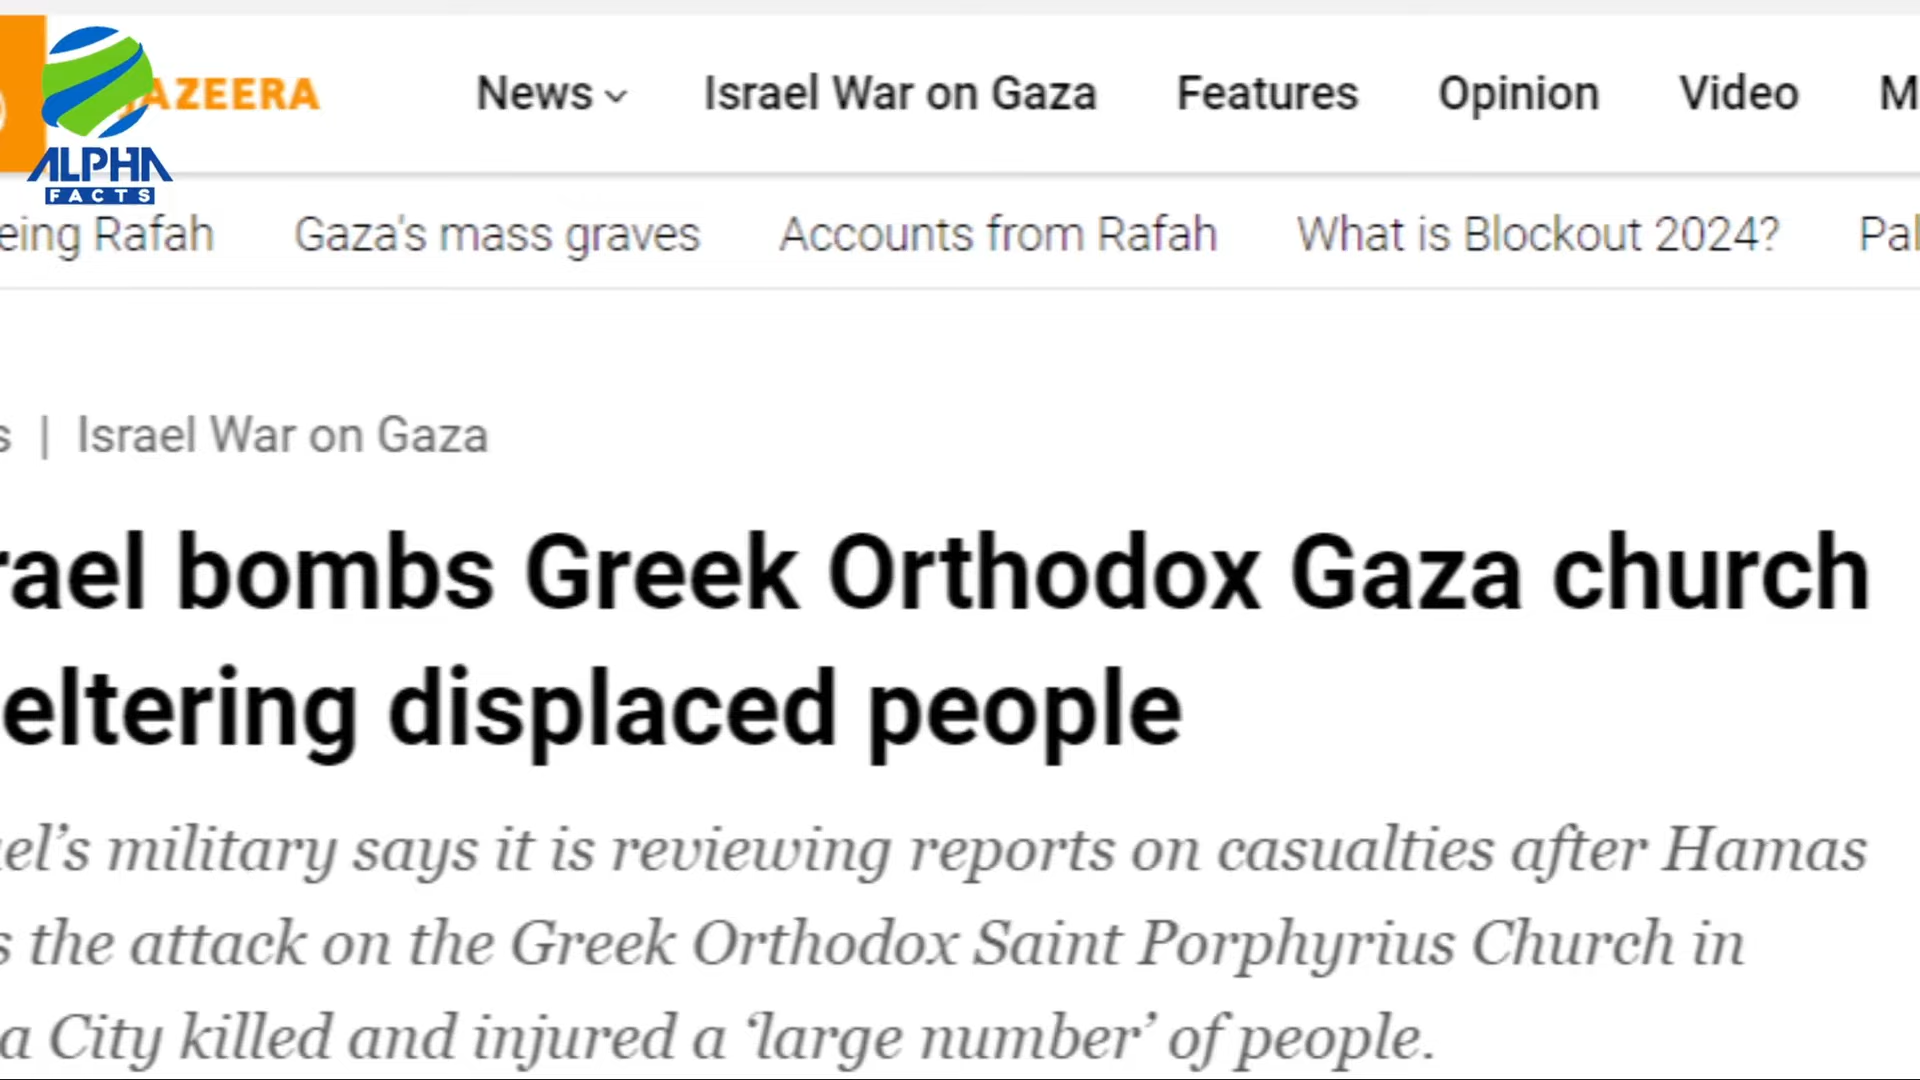 AZEERA
News
Israel War on Gaza
Features
Opinion
Video
M
ALPHA
FACTS
eing Rafah
Gaza's mass graves
Accounts from Rafah
What is Blockout 2024?
Pal
s | Israel War on Gaza
rael bombs Greek Orthodox Gaza church
eltering displaced people
el’s military says it is reviewing reports on casualties after Hamas
s the attack on the Greek Orthodox Saint Porphyrius Church in
a City killed and injured a ‘large number’ of people.